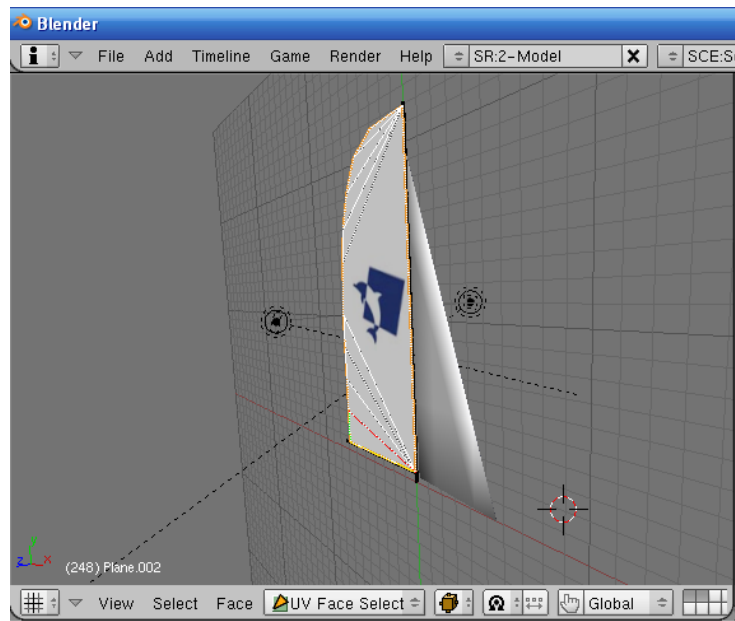 Blender
File Add Timeline Game Render Help SR:2-Model X SCE:S
y
z x
(248) Plane.002
View Select Face UV Face Select Global